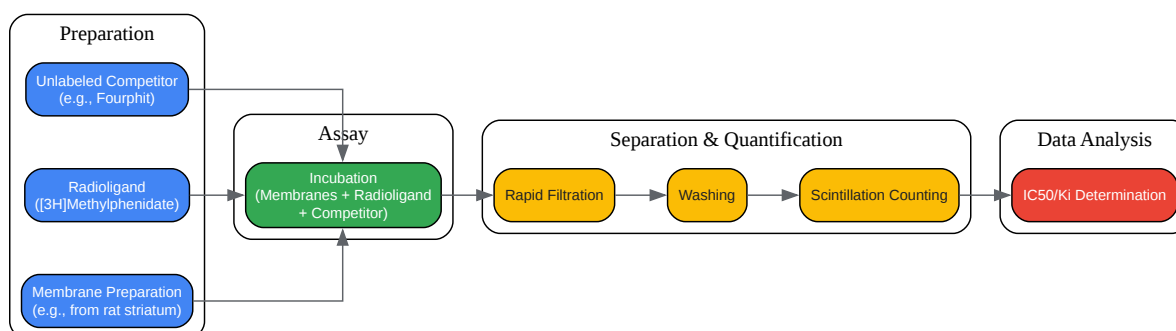 Preparation
Unlabeled Competitor
(e.g., Fourphit)
Radioligand
([3H]Methylphenidate)
Membrane Preparation
(e.g., from rat striatum)
Assay
Incubation
(Membranes + Radioligand
+ Competitor)
Separation & Quantification
Rapid Filtration
Washing
Scintillation Counting
Data Analysis
IC50/Ki Determination